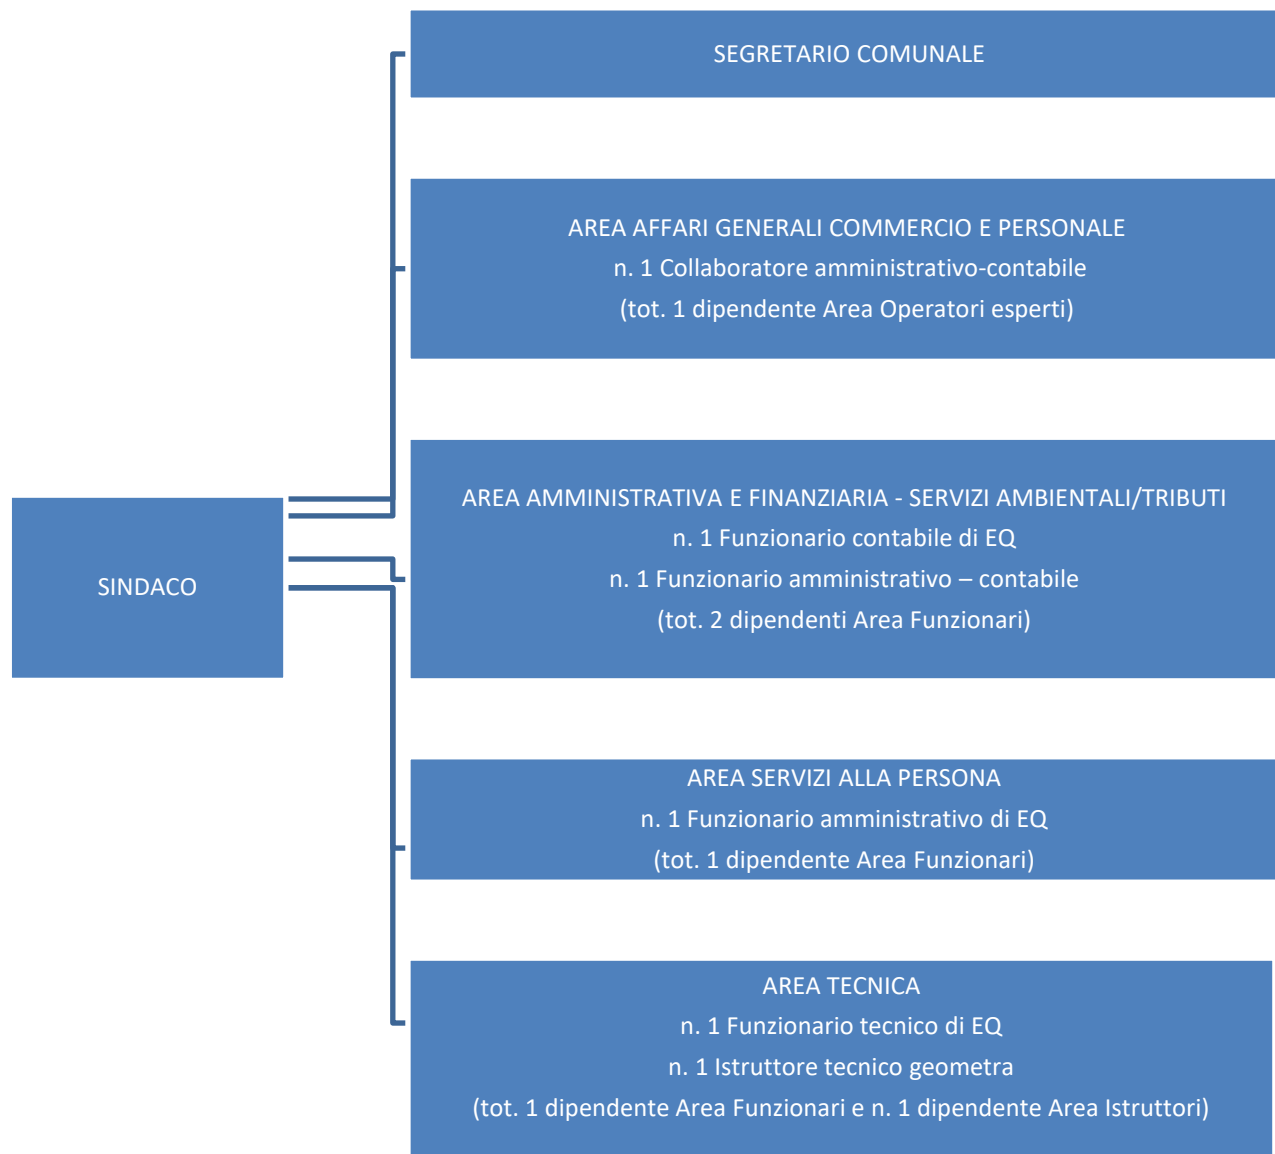 SEGRETARIO COMUNALE
AREA AFFARI GENERALI COMMERCIO E PERSONALE
n. 1 Collaboratore amministrativo-contabile
(tot. 1 dipendente Area Operatori esperti)
AREA AMMINISTRATIVA E FINANZIARIA - SERVIZI AMBIENTALI/TRIBUTI
n. 1 Funzionario contabile di EQ
n. 1 Funzionario amministrativo – contabile
(tot. 2 dipendenti Area Funzionari)
SINDACO
AREA SERVIZI ALLA PERSONA
n. 1 Funzionario amministrativo di EQ
(tot. 1 dipendente Area Funzionari)
AREA TECNICA
n. 1 Funzionario tecnico di EQ
n. 1 Istruttore tecnico geometra
(tot. 1 dipendente Area Funzionari e n. 1 dipendente Area Istruttori)